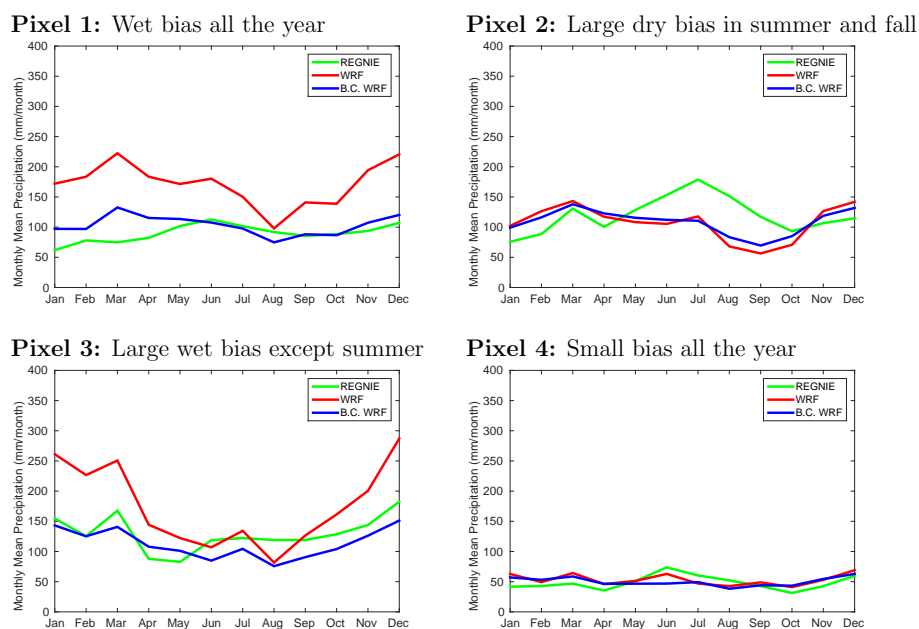 Pixel 1: Wet bias all the year
Monthly Mean Precipitation (mm/month)
400
350
300
250
200
150
100
50
0
Jan Feb Mar Apr May Jun Jul Aug Sep Oct Nov Dec
REGNIE
WRF
B.C. WRF
Pixel 2: Large dry bias in summer and fall
Monthly Mean Precipitation (mm/month)
400
350
300
250
200
150
100
50
0
Jan Feb Mar Apr May Jun Jul Aug Sep Oct Nov Dec
REGNIE
WRF
B.C. WRF
Pixel 3: Large wet bias except summer
Monthly Mean Precipitation (mm/month)
400
350
300
250
200
150
100
50
0
Jan Feb Mar Apr May Jun Jul Aug Sep Oct Nov Dec
REGNIE
WRF
B.C. WRF
Pixel 4: Small bias all the year
Monthly Mean Precipitation (mm/month)
400
350
300
250
200
150
100
50
0
Jan Feb Mar Apr May Jun Jul Aug Sep Oct Nov Dec
REGNIE
WRF
B.C. WRF